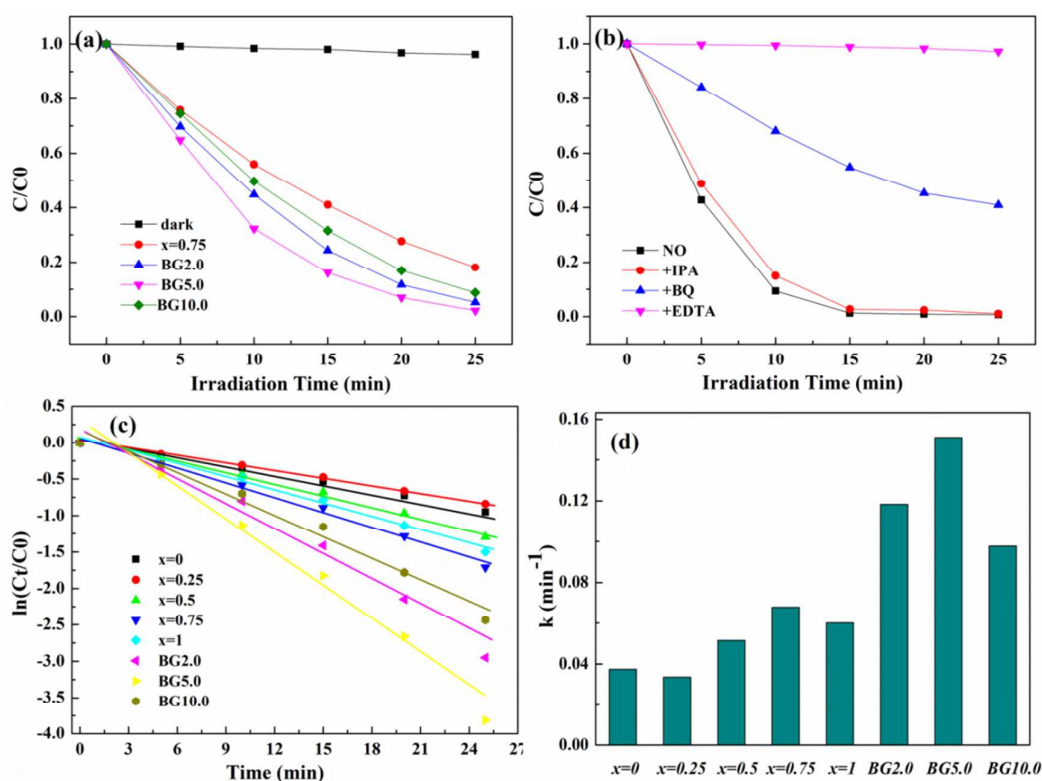 (a)
C/C0
1.0
0.8
0.6
0.4
0.2
0.0
dark
x=0.75
BG2.0
BG5.0
BG10.0
0 5 10 15 20 25
Irradiation Time (min)
(b)
C/C0
1.0
0.8
0.6
0.4
0.2
0.0
NO
+IPA
+BQ
+EDTA
0 5 10 15 20 25
Irradiation Time (min)
(c)
ln(Ct/C0)
0.5
0.0
-0.5
-1.0
-1.5
-2.0
-2.5
-3.0
-3.5
-4.0
x=0
x=0.25
x=0.5
x=0.75
x=1
BG2.0
BG5.0
BG10.0
0 3 6 9 12 15 18 21 24 27
Time (min)
(d)
k (min⁻¹)
0.16
0.12
0.08
0.04
0.00
x=0 x=0.25 x=0.5 x=0.75 x=1 BG2.0 BG5.0 BG10.0